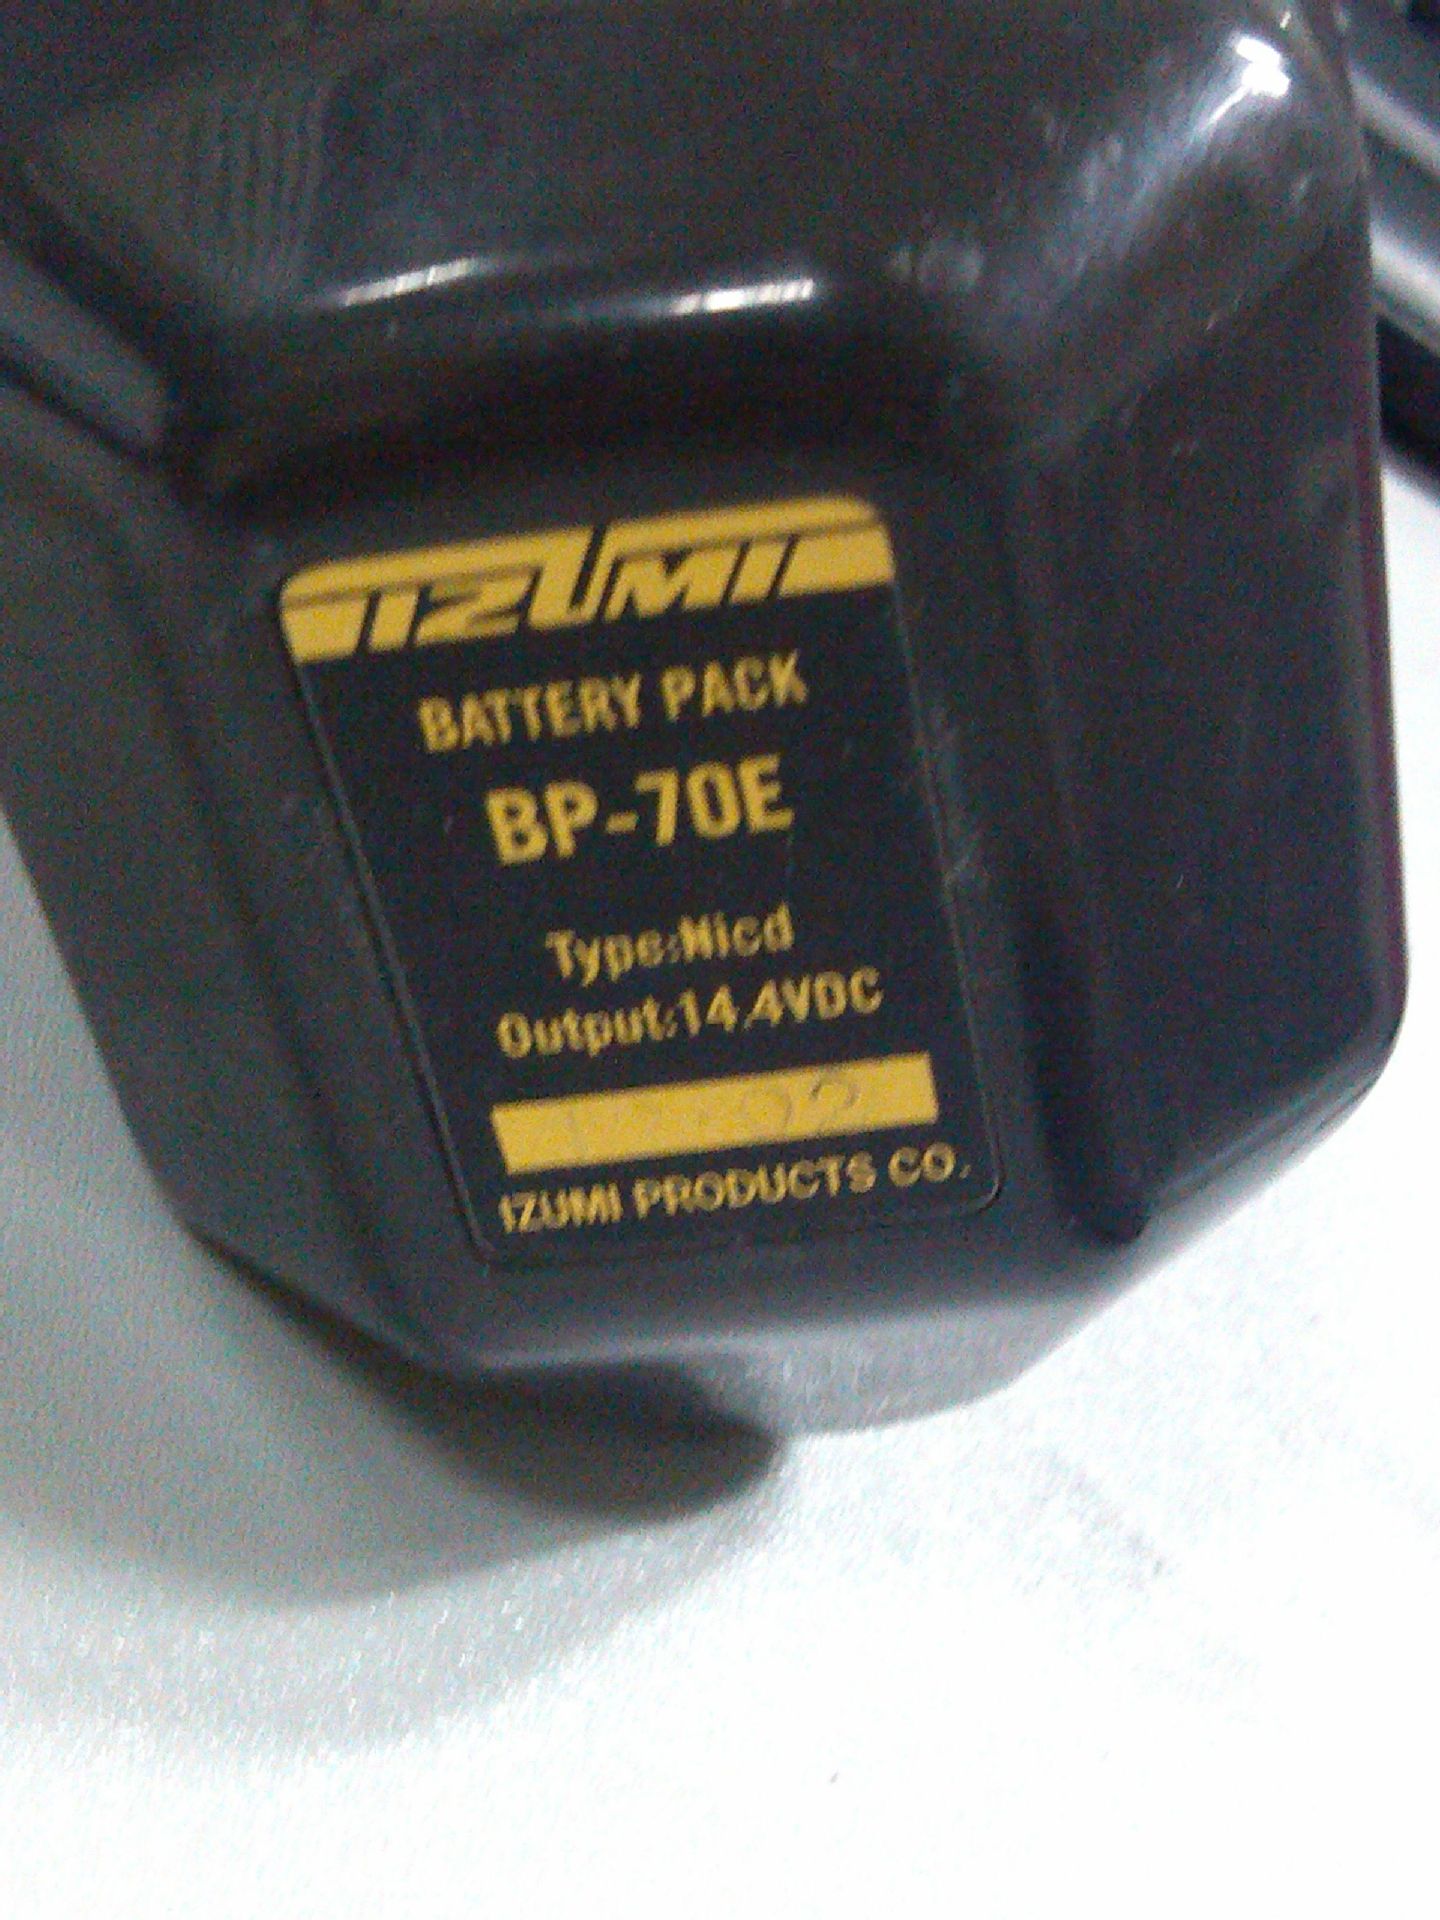 IZUMI
BATTERY PACK
BP-70E
Type:Nicd
Output:14.4VDC
IZUMI PRODUCTS CO.